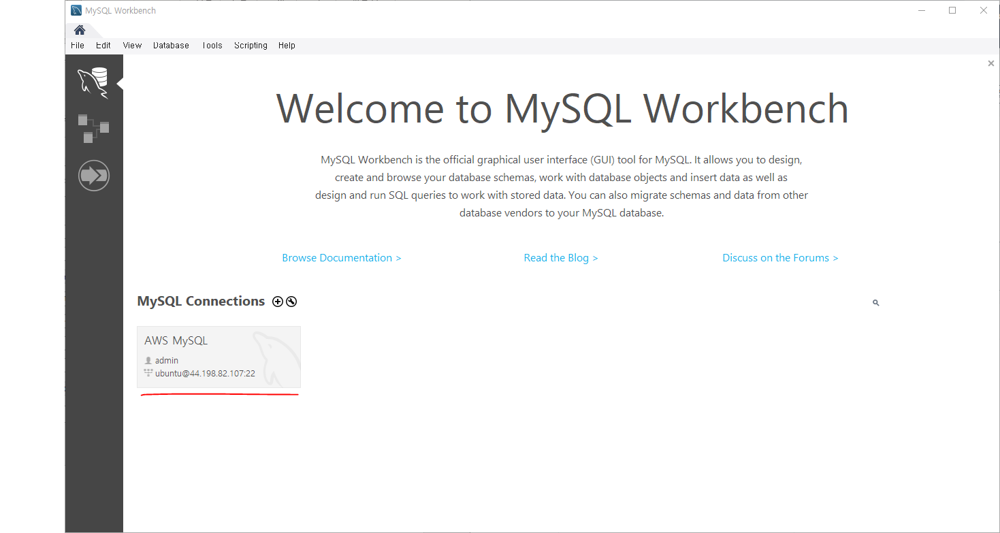 MySQL Workbench
File Edit View Database Tools Scripting Help
Welcome to MySQL Workbench
MySQL Workbench is the official graphical user interface (GUI) tool for MySQL. It allows you to design,
create and browse your database schemas, work with database objects and insert data as well as
design and run SQL queries to work with stored data. You can also migrate schemas and data from other
database vendors to your MySQL database.
Browse Documentation > Read the Blog > Discuss on the Forums >
MySQL Connections
AWS MySQL
admin
ubuntu@44.198.82.107:22